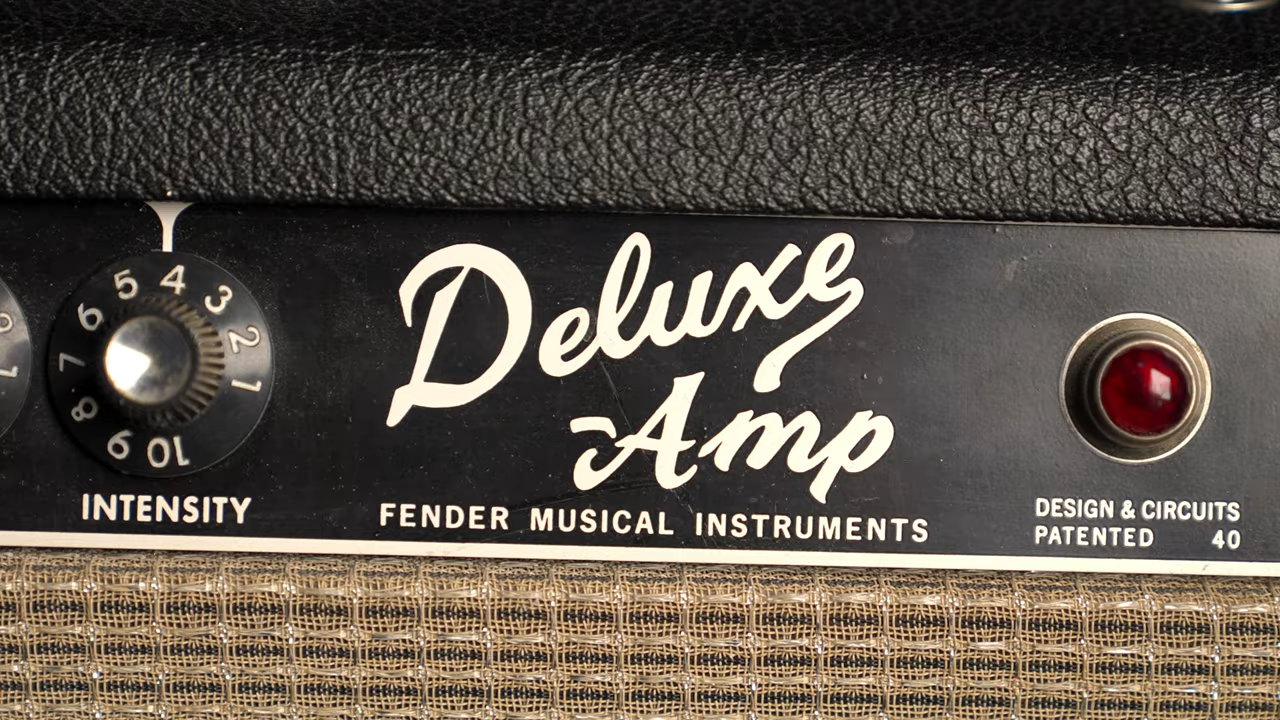 5 4 3
6 2
7 1
8
9 10
Deluxe
Amp
INTENSITY
FENDER MUSICAL INSTRUMENTS
DESIGN & CIRCUITS
PATENTED 40